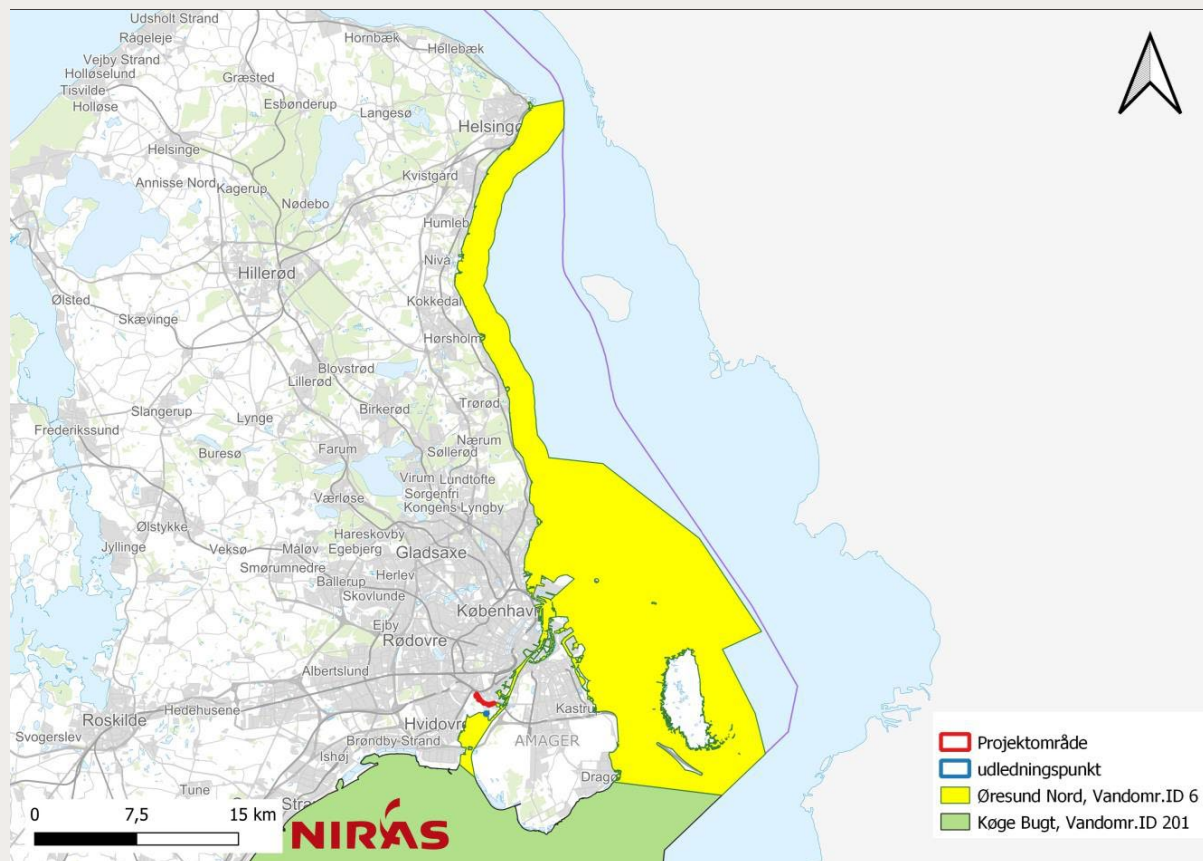 Udsholt Strand
Rågeleje
Hornbæk
Hellebæk
Vejby Strand
Holløselund
Tisvilde
Holløse
Græsted
Esbønderup
Langesø
Helsingø
Helsinge
Kvistgård
Annisse Nord
Kagerup
Nødebo
Humleb
Nivå
Hillerød
Ølsted
Kokkedal
Skævinge
Hørsholm
Blovstrød
Lillerød
Slangerup
Birkerød
Trørød
Lynge
Frederikssund
Nærum
Farum
Søllerød
Buresø
Virum
Lundtofte
Sorgenfri
Værløse
Kongens Lyngby
Ølstykke
Hareskovby
Jyllinge
Veksø
Måløv
Egebjerg
Gladsaxe
Smørumnedre
Ballerup
Herlev
Skovlunde
København
Ejby
Rødovre
Albertslund
Hedehusene
Roskilde
Hvidovre
Kastru
Svogerslev
Brøndby-Strand
AMAGER
Ishøj
Dragø
Tune
Stra
0 7,5 15 km
NIRAS
Projektområde
udledningspunkt
Øresund Nord, Vandomr.ID 6
Køge Bugt, Vandomr.ID 201